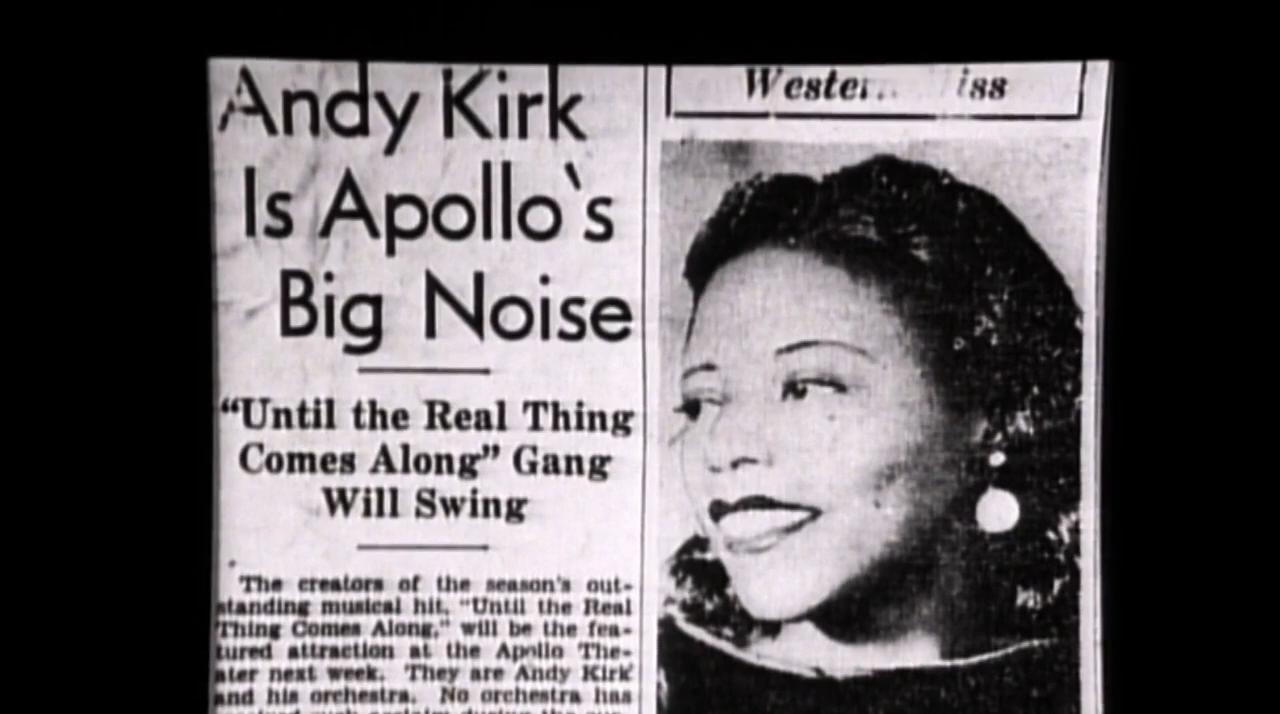 Andy Kirk
Is Apollo's
Big Noise
"Until the Real Thing
Comes Along" Gang
Will Swing
The creators of the season's out-
standing musical hit, "Until the Real
Thing Comes Along," will be the fea-
tured attraction at the Apollo The-
ater next week. They are Andy Kirk
and his orchestra. No orchestra has